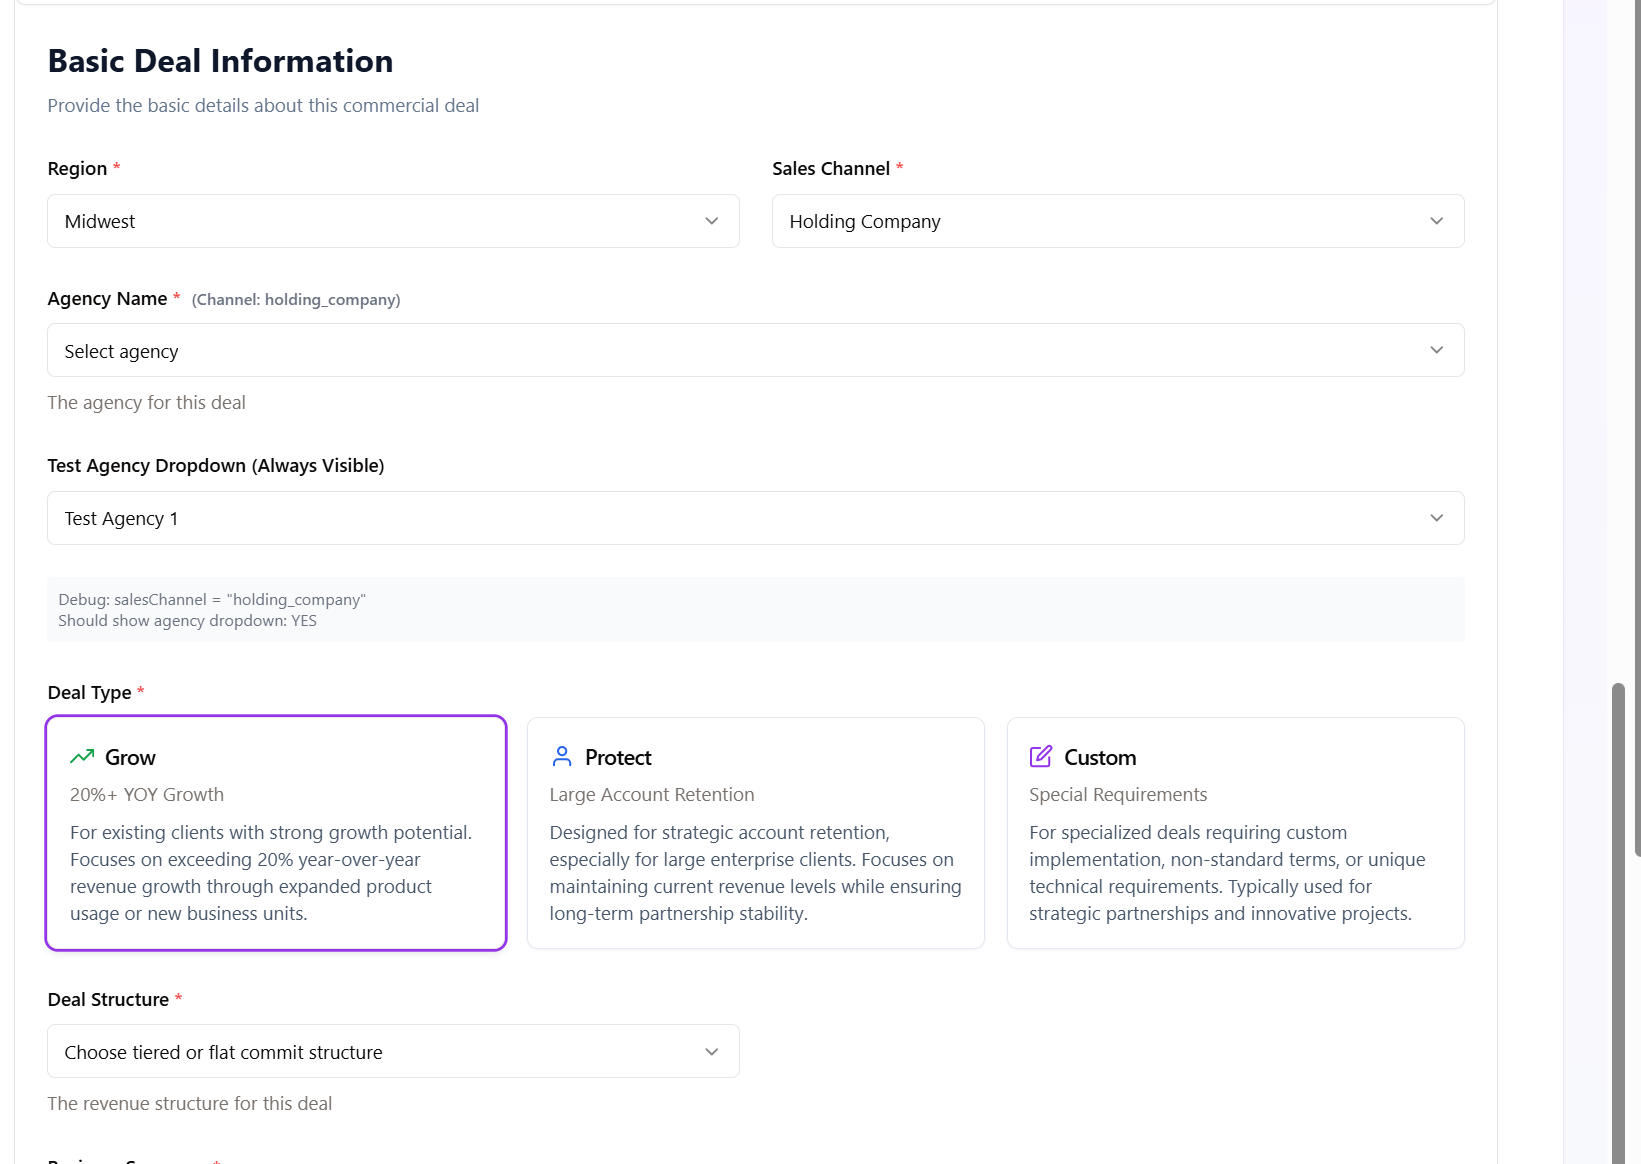 Basic Deal Information
Provide the basic details about this commercial deal
Region *
Sales Channel *
Midwest
Holding Company
Agency Name * (Channel: holding_company)
Select agency
The agency for this deal
Test Agency Dropdown (Always Visible)
Test Agency 1
Debug: salesChannel = "holding_company"
Should show agency dropdown: YES
Deal Type *
Grow
20%+ YOY Growth
For existing clients with strong growth potential.
Focuses on exceeding 20% year-over-year
revenue growth through expanded product
usage or new business units.
Protect
Large Account Retention
Designed for strategic account retention,
especially for large enterprise clients. Focuses on
maintaining current revenue levels while ensuring
long-term partnership stability.
Custom
Special Requirements
For specialized deals requiring custom
implementation, non-standard terms, or unique
technical requirements. Typically used for
strategic partnerships and innovative projects.
Deal Structure *
Choose tiered or flat commit structure
The revenue structure for this deal